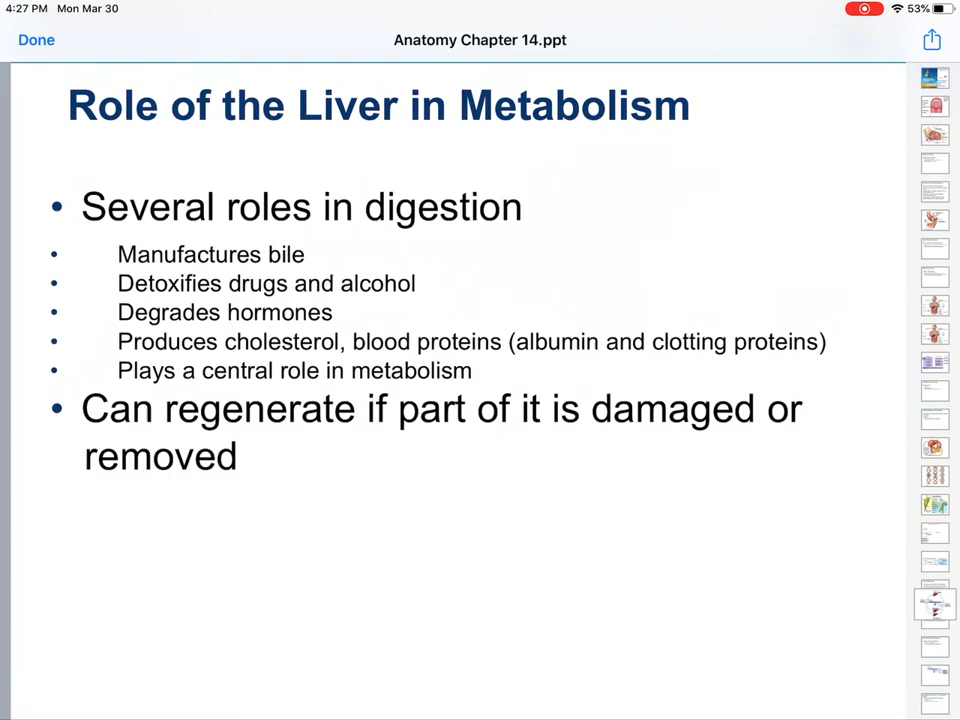 4:27 PM Mon Mar 30 53%
Done Anatomy Chapter 14.ppt
Role of the Liver in Metabolism
• Several roles in digestion
• Manufactures bile
• Detoxifies drugs and alcohol
• Degrades hormones
• Produces cholesterol, blood proteins (albumin and clotting proteins)
• Plays a central role in metabolism
• Can regenerate if part of it is damaged or
removed